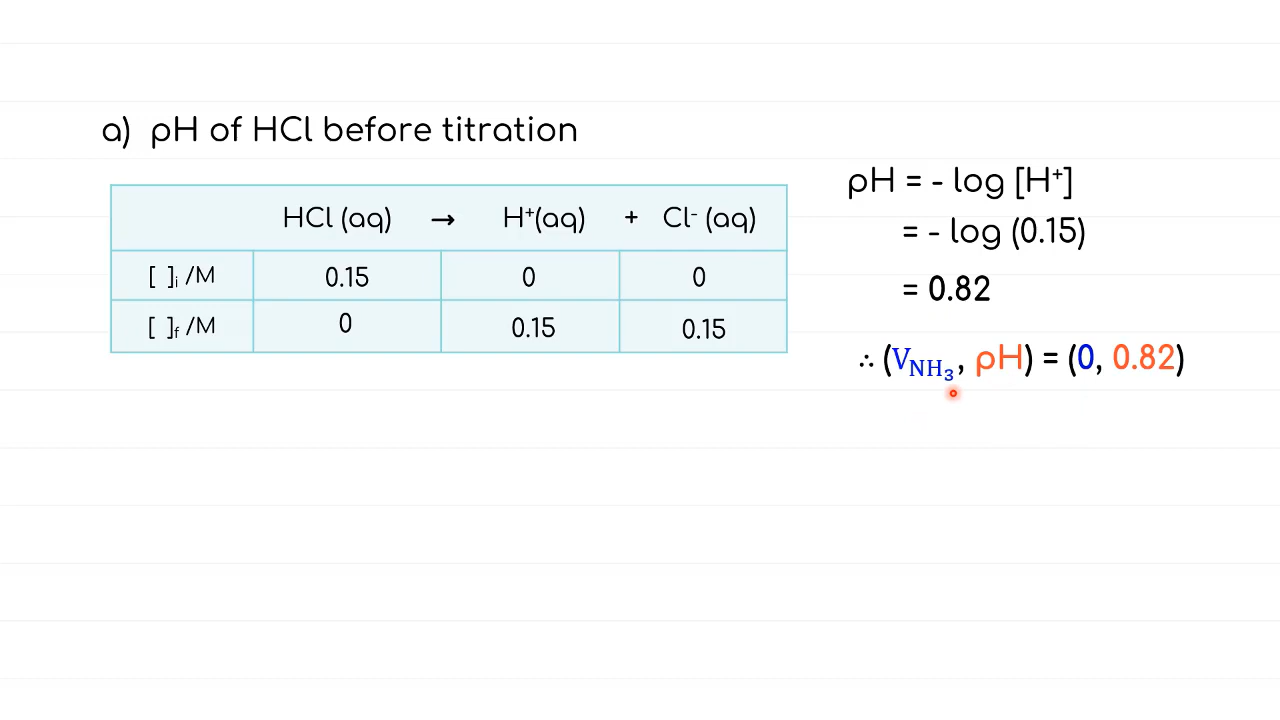 a) pH of HCl before titration
HCl (aq) → H⁺(aq) + Cl⁻ (aq)
[ ]ᵢ /M 0.15 0 0
[ ]f /M 0 0.15 0.15
pH = - log [H⁺]
= - log (0.15)
= 0.82
∴ (V_NH₃, pH) = (0, 0.82)